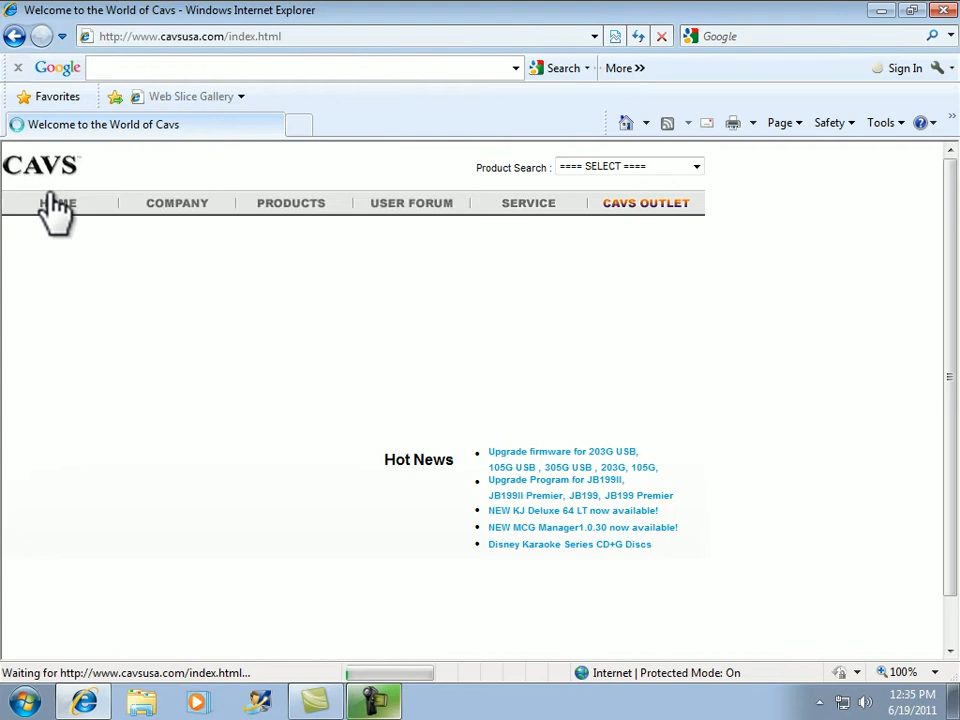 Welcome to the World of Cavs - Windows Internet Explorer
http://www.cavsusa.com/index.html
Google
Google
Search
More »
Sign In
Favorites
Web Slice Gallery
Welcome to the World of Cavs
Page
Safety
Tools
»
CAVS™
Product Search :
==== SELECT ====
HOME | COMPANY | PRODUCTS | USER FORUM | SERVICE | CAVS OUTLET
Hot News
• Upgrade firmware for 203G USB,
105G USB , 305G USB , 203G, 105G,
• Upgrade Program for JB199II,
JB199II Premier, JB199, JB199 Premier
• NEW KJ Deluxe 64 LT now available!
• NEW MCG Manager1.0.30 now available!
• Disney Karaoke Series CD+G Discs
Waiting for http://www.cavsusa.com/index.html...
Internet | Protected Mode: On
100%
12:35 PM
6/19/2011